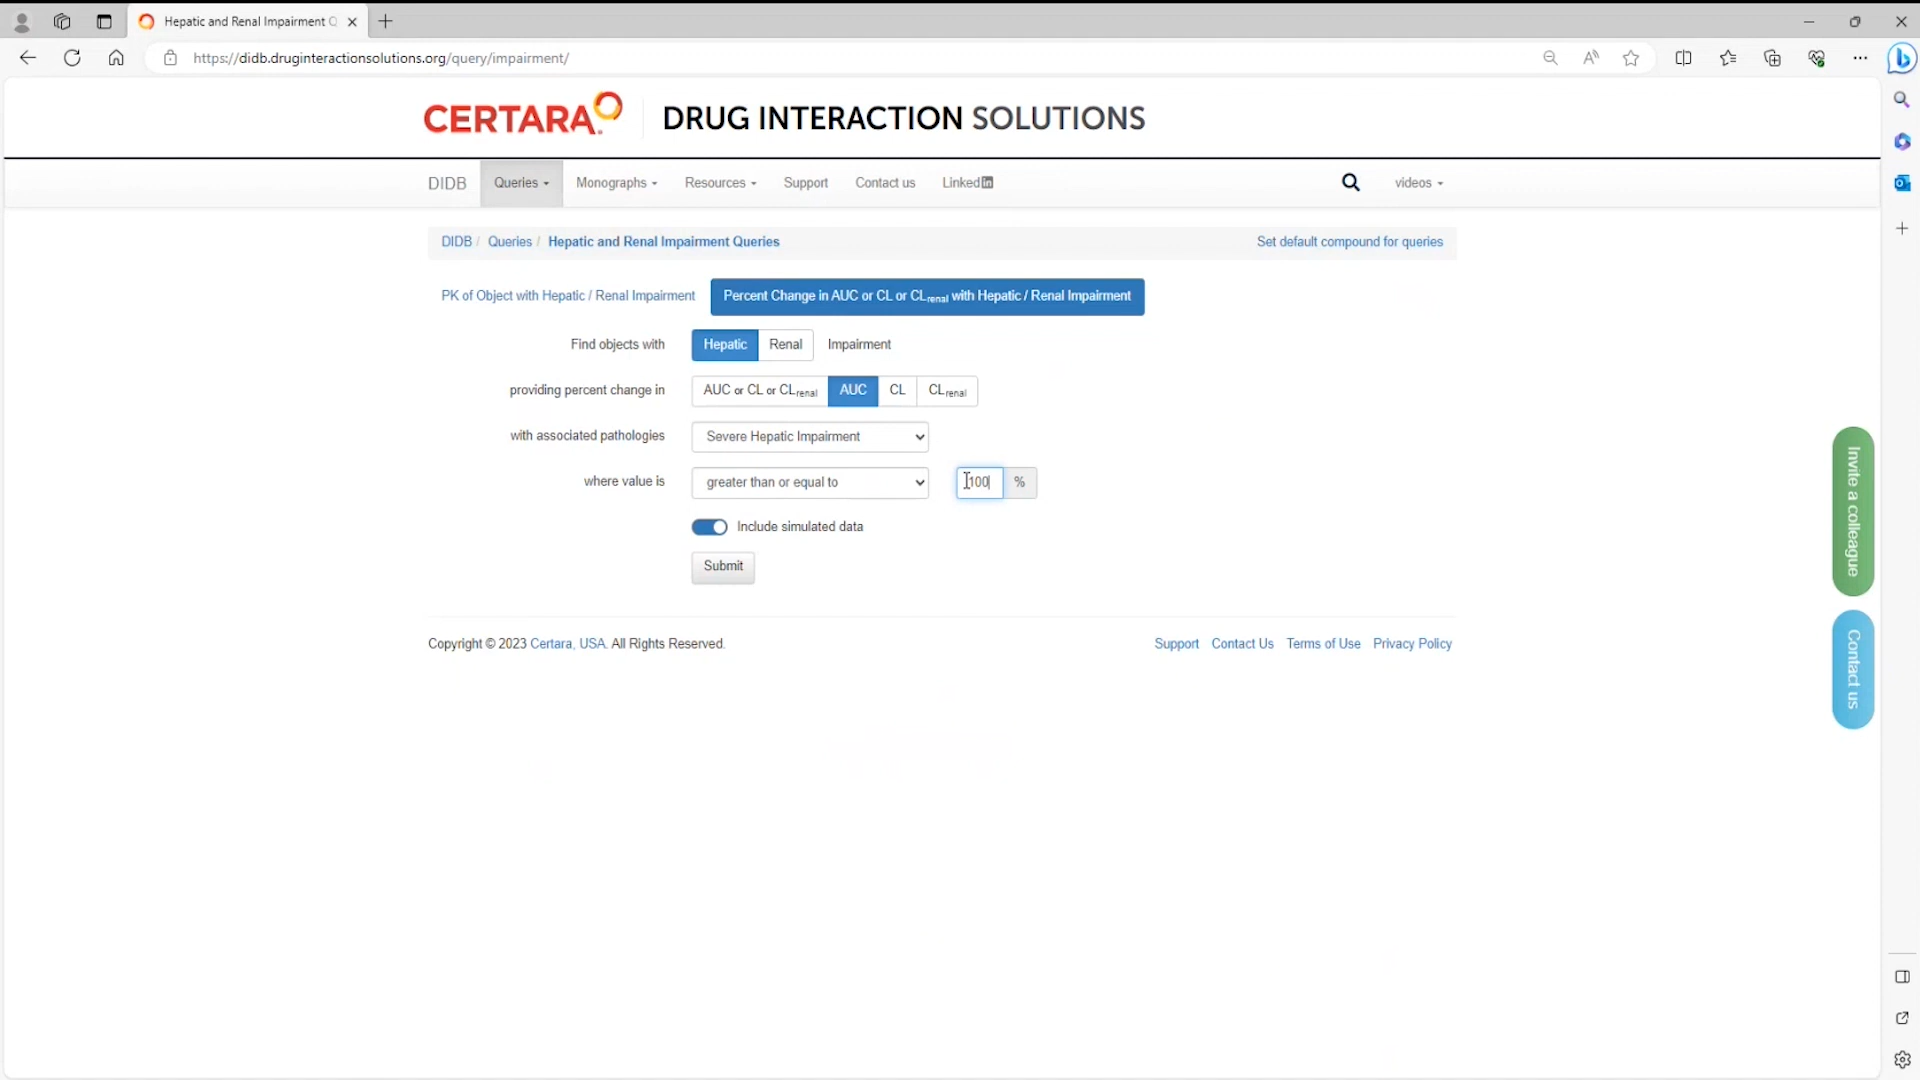 Hepatic and Renal Impairment Q
https://didb.druginteractionsolutions.org/query/impairment/
CERTARA
DRUG INTERACTION SOLUTIONS
DIDB Queries Monographs Resources Support Contact us Linkedin videos
DIDB / Queries / Hepatic and Renal Impairment Queries Set default compound for queries
PK of Object with Hepatic / Renal Impairment Percent Change in AUC or CL or CLrenal with Hepatic / Renal Impairment
Find objects with Hepatic Renal Impairment
providing percent change in AUC or CL or CLrenal AUC CL CLrenal
with associated pathologies Severe Hepatic Impairment
where value is greater than or equal to 100 %
Include simulated data
Submit
Copyright © 2023 Certara, USA. All Rights Reserved. Support Contact Us Terms of Use Privacy Policy
Invite a colleague
Contact us